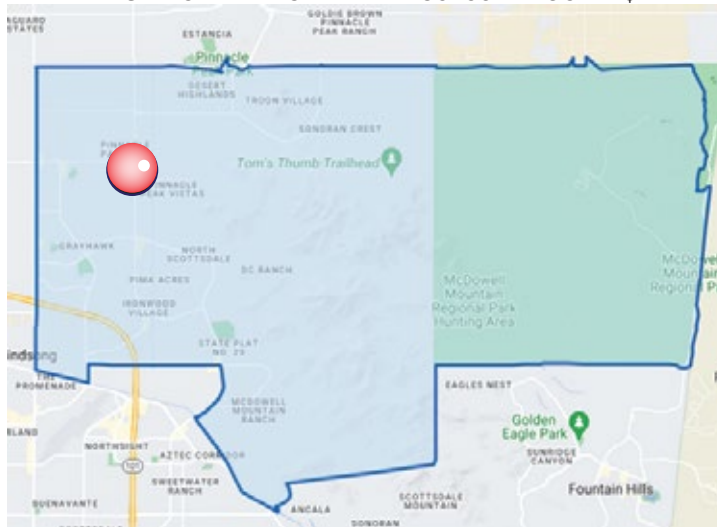 GOLDIE BROWN
PINNACLE
PEAK RANCH
ESTANCIA
Pinnacle
Peak Park
DESERT
HIGHLANDS
TROON VILLAGE
SONORAN CREST
Tom's Thumb Trailhead
PINNACLE
PEAK VISTAS
GRAYHAWK
NORTH
SCOTTSDALE
DC RANCH
PIMA ACRES
IRONWOOD
VILLAGE
McDowell
Mountain
Regional Park
Hunting Area
McDowell
Mountain
Regional P
STATE PLAT
NO. 23
indsong
THE
PROMENADE
MCDOWELL
MOUNTAIN
RANCH
EAGLES NEST
Golden
Eagle Park
SUNRIDGE
CANYON
NORTHSIGHT
AZTEC CORRIDOR
SWEETWATER
RANCH
101
BUENAVANTE
ANCALA
SCOTTSDALE
MOUNTAIN
Fountain Hills
SONORAN